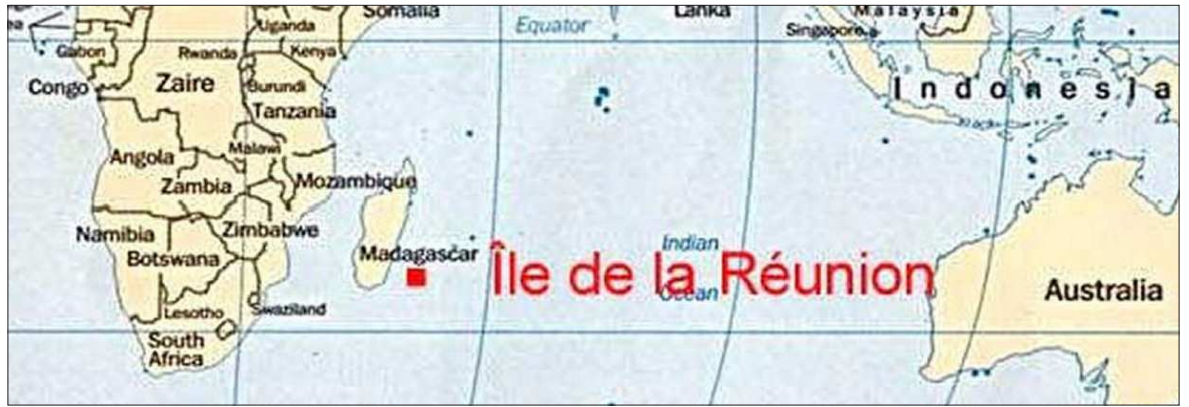 Somalia
Lanka
Malaysia
Uganda
Equator
Singapore
Gabon
Rwanda
Kenya
Congo
Zaire
Burundi
Indonesia
Tanzania
Malawi
Angola
Zambia
Mozambique
Namibia
Zimbabwe
Botswana
Madagascar
Indian
Ocean
Île de la Réunion
Australia
Lesotho
Swaziland
South
Africa